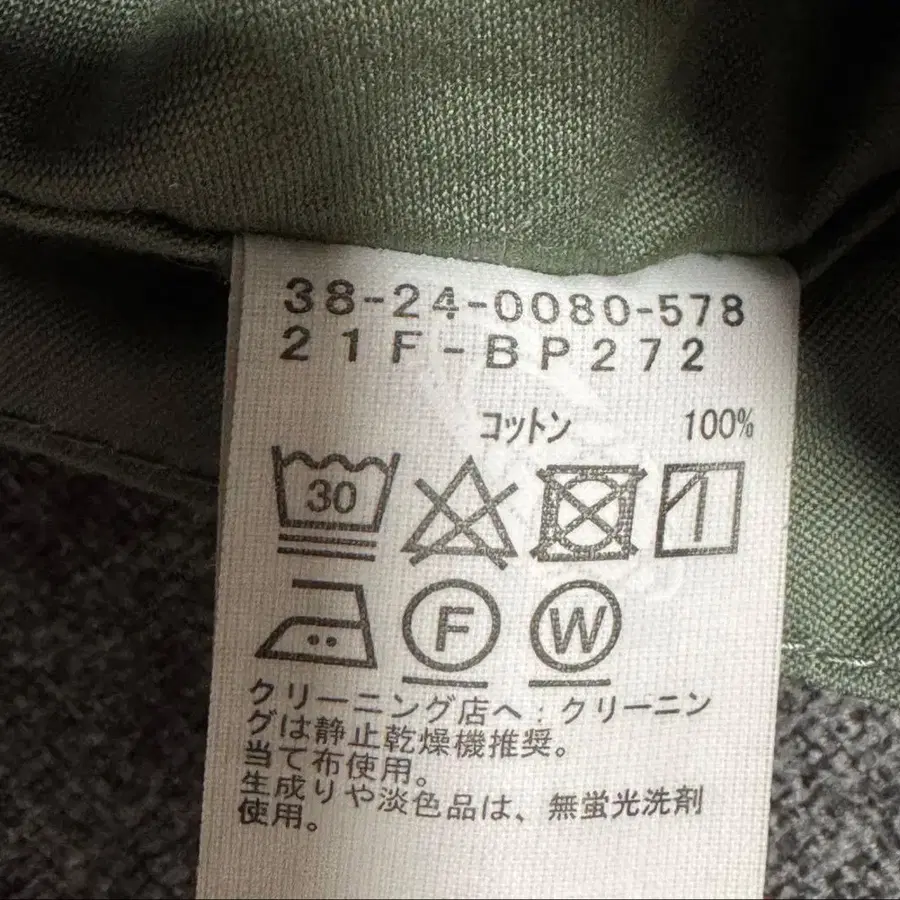 38-24-0080-578
21F-BP272
コットン 100%
30
F W
クリーニング店へ:クリーニン
グは静止乾燥機推奨。
当て布使用。
生成りや淡色品は、無蛍光洗剤
使用。